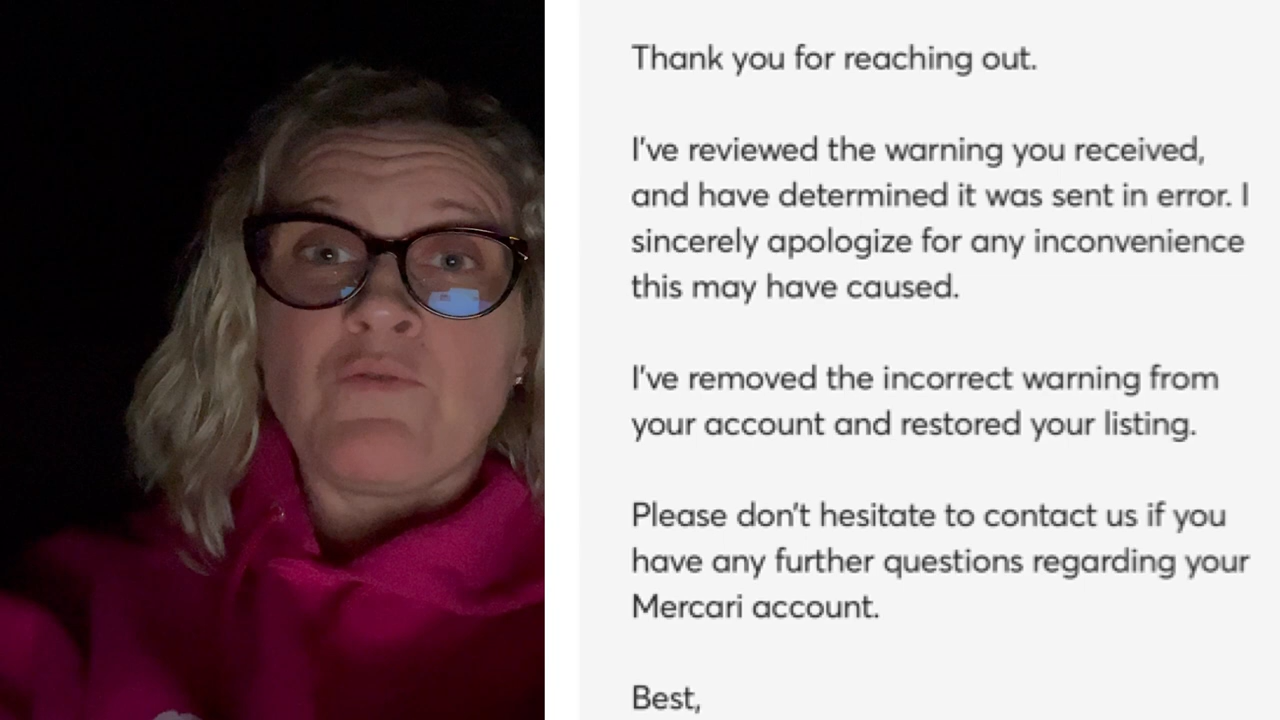 Thank you for reaching out.
I've reviewed the warning you received,
and have determined it was sent in error. I
sincerely apologize for any inconvenience
this may have caused.
I've removed the incorrect warning from
your account and restored your listing.
Please don't hesitate to contact us if you
have any further questions regarding your
Mercari account.
Best,